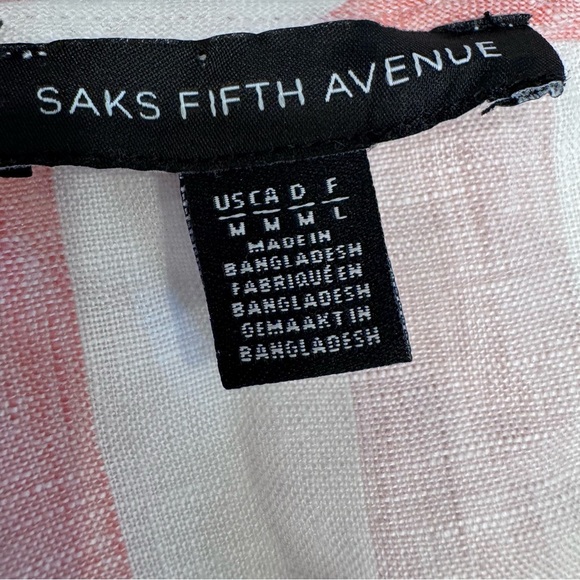 SAKS FIFTH AVENUE
US CA D F
M M M L
MADE IN
BANGLADESH
FABRIQUÉ EN
BANGLADESH
GEMAAKT IN
BANGLADESH